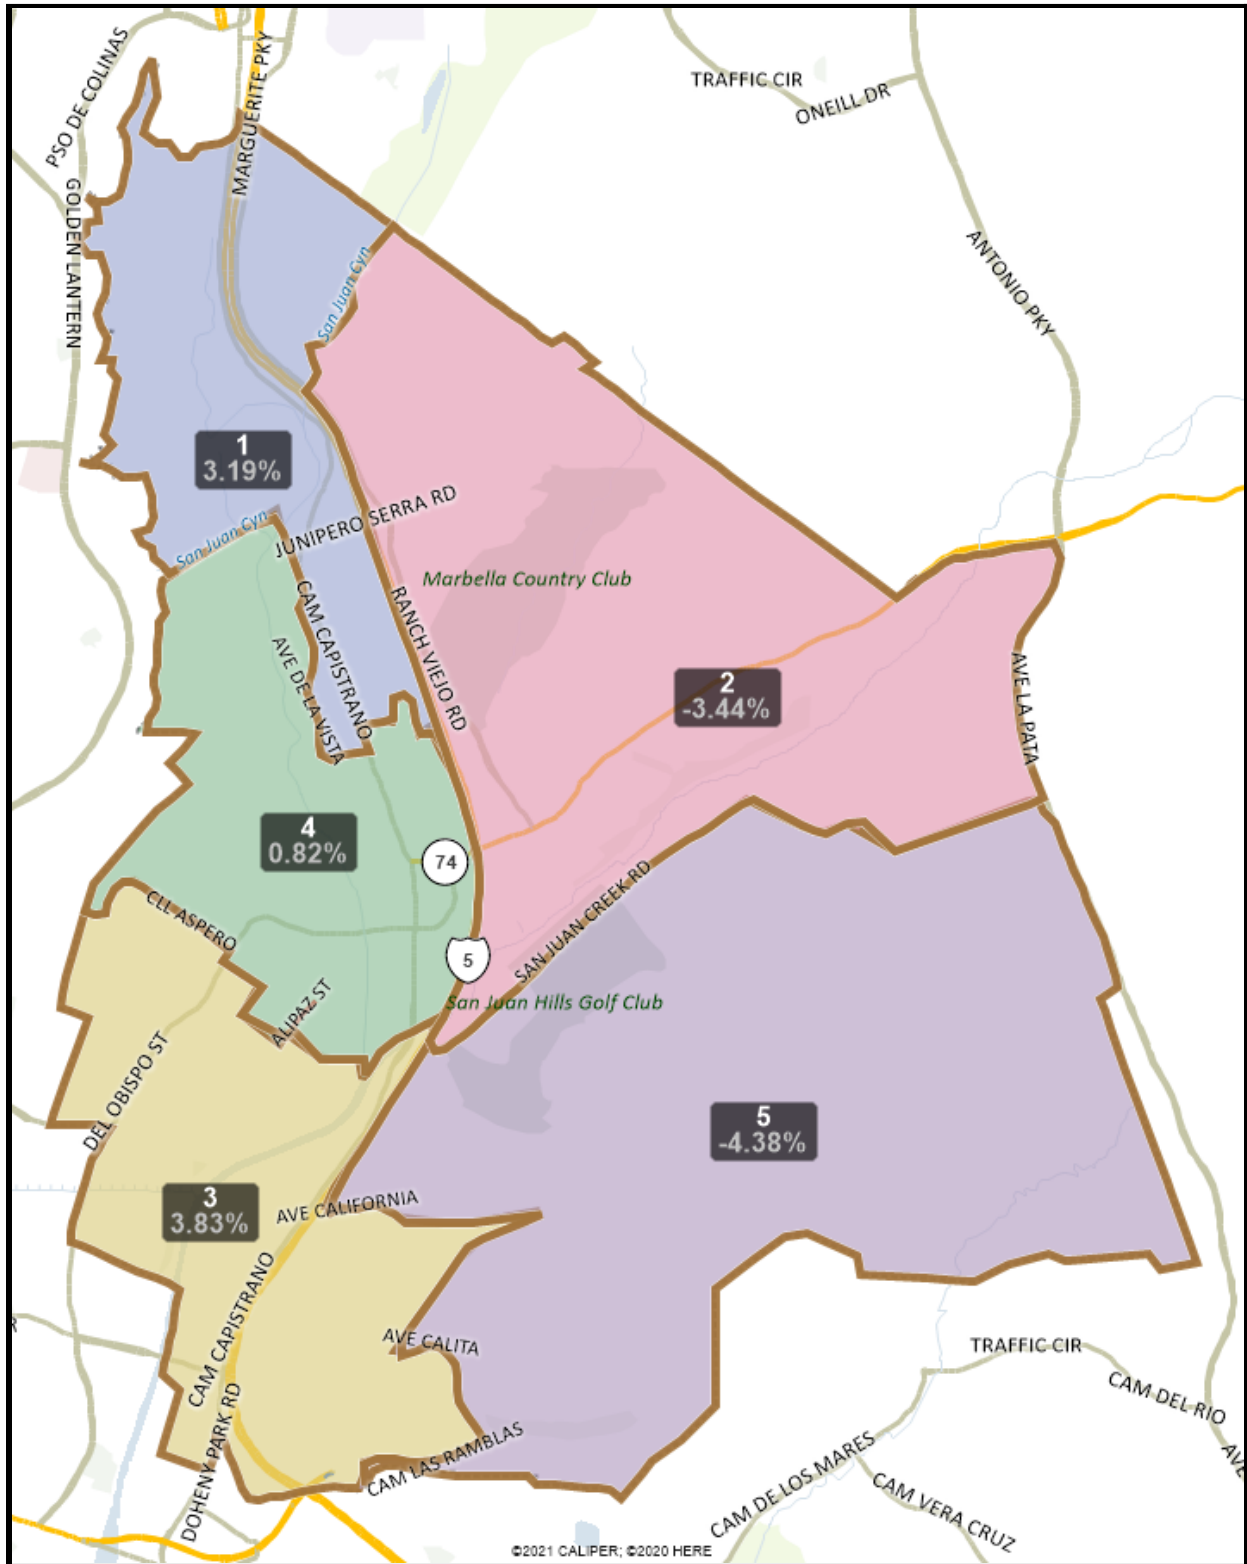 PSO DE COLINAS
MARGUERITE PKY
TRAFFIC CIR
ONEILL DR
GOLDEN LANTERN
ANTONIO PKY
San Juan Cyn
1
3.19%
San Juan Cyn
JUNIPERO SERRA RD
Marbella Country Club
CAM CAPISTRANO
RANCH VIEJO RD
AVE DE LA VISTA
AVE LA PATA
2
-3.44%
4
0.82%
74
CLL ASPERO
SAN JUAN CREEK RD
5
San Juan Hills Golf Club
ALIPAZ ST
DEL OBISPO ST
5
-4.38%
3
3.83%
AVE CALIFORNIA
CAM CAPISTRANO
R
AVE CALITA
TRAFFIC CIR
CAM DEL RIO
DOHENY PARK RD
CAM LAS RAMBLAS
CAM DE LOS MARES
AVE
CAM VERA CRUZ
©2021 CALIPER; ©2020 HERE